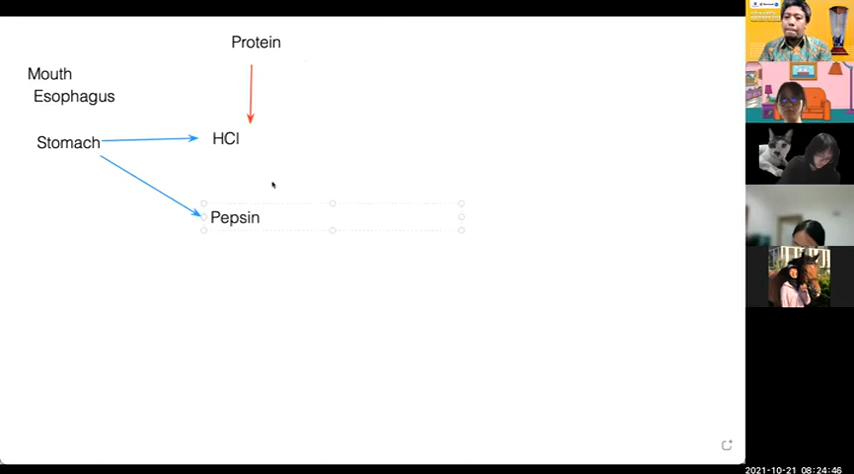 Protein
Mouth
Esophagus
Stomach
HCl
Pepsin
2021-10-21 08:24:46